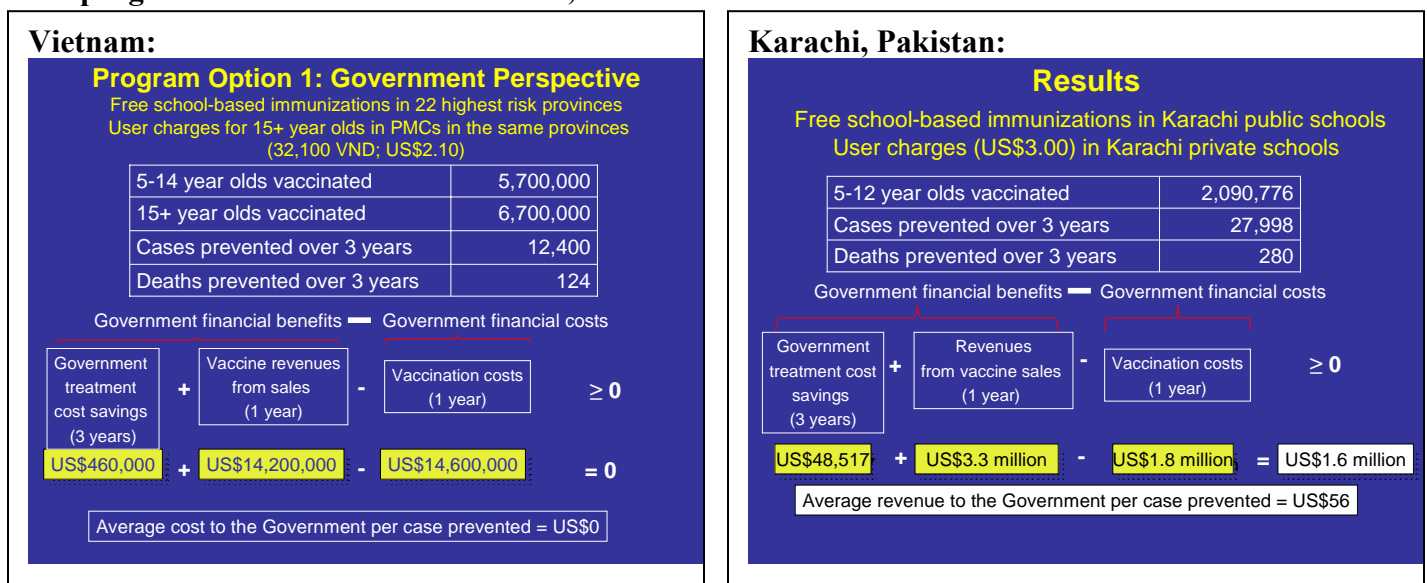 Vietnam:
Program Option 1: Government Perspective
Free school-based immunizations in 22 highest risk provinces
User charges for 15+ year olds in PMCs in the same provinces
(32,100 VND; US$2.10)
5-14 year olds vaccinated 5,700,000
15+ year olds vaccinated 6,700,000
Cases prevented over 3 years 12,400
Deaths prevented over 3 years 124
Government financial benefits — Government financial costs
Government
treatment
cost savings
(3 years)
+
Vaccine revenues
from sales
(1 year)
-
Vaccination costs
(1 year)
≥ 0
US$460,000 + US$14,200,000 - US$14,600,000 = 0
Average cost to the Government per case prevented = US$0
Karachi, Pakistan:
Results
Free school-based immunizations in Karachi public schools
User charges (US$3.00) in Karachi private schools
5-12 year olds vaccinated 2,090,776
Cases prevented over 3 years 27,998
Deaths prevented over 3 years 280
Government financial benefits — Government financial costs
Government
treatment cost
savings
(3 years)
+
Revenues
from vaccine sales
(1 year)
-
Vaccination costs
(1 year)
≥ 0
US$48,517 + US$3.3 million - US$1.8 million = US$1.6 million
Average revenue to the Government per case prevented = US$56